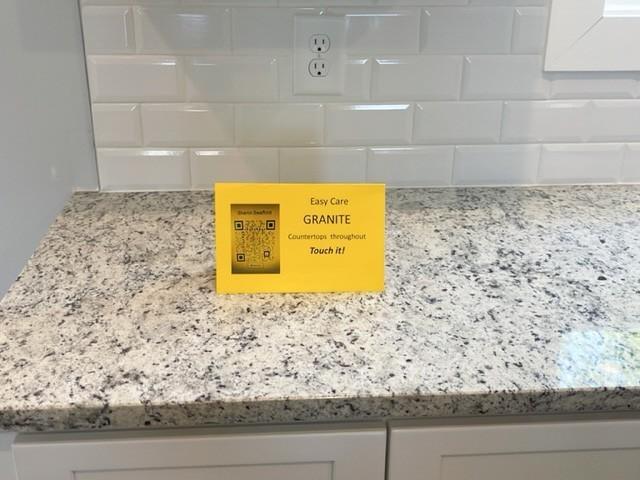 Easy Care
GRANITE
Countertops throughout
Touch it!